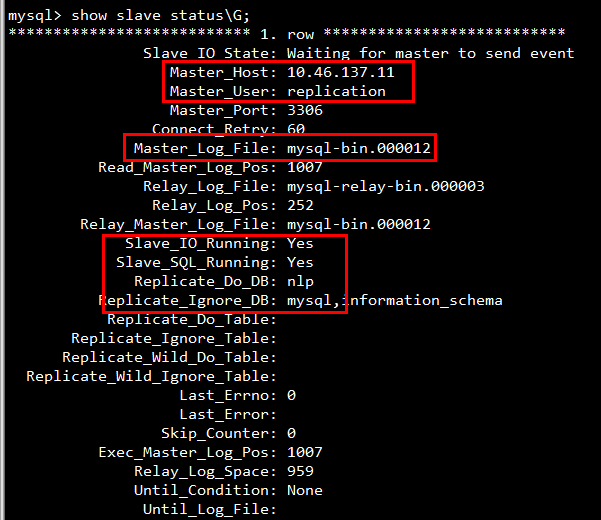 mysql> show slave status\G;
*************************** 1. row ***************************
Slave IO State: Waiting for master to send event
Master_Host: 10.46.137.11
Master_User: replication
Master_Port: 3306
Connect_Retry: 60
Master_Log_File: mysql-bin.000012
Read_Master_Log_Pos: 1007
Relay_Log_File: mysql-relay-bin.000003
Relay_Log_Pos: 252
Relay_Master_Log_File: mysql-bin.000012
Slave_IO_Running: Yes
Slave_SQL_Running: Yes
Replicate_Do_DB: nlp
Replicate_Ignore_DB: mysql,information_schema
Replicate_Do_Table:
Replicate_Ignore_Table:
Replicate_Wild_Do_Table:
Replicate_Wild_Ignore_Table:
Last_Errno: 0
Last_Error:
Skip_Counter: 0
Exec_Master_Log_Pos: 1007
Relay_Log_Space: 959
Until_Condition: None
Until_Log_File: